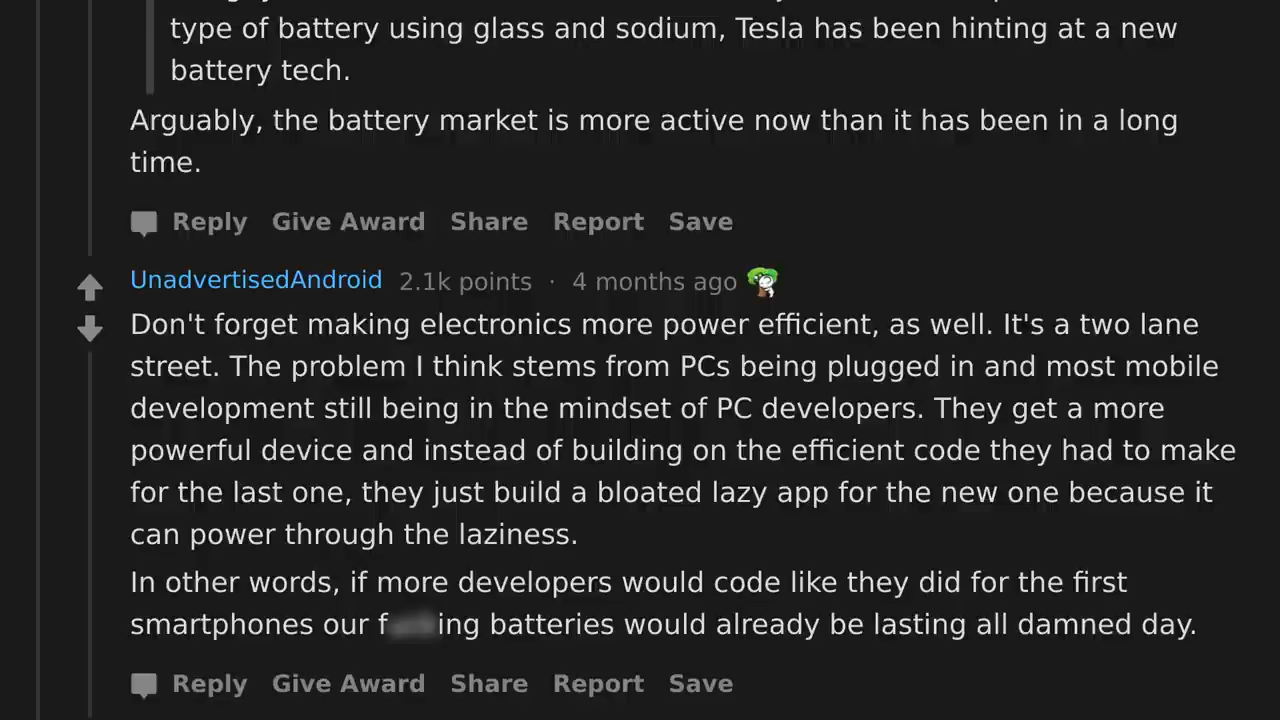 type of battery using glass and sodium, Tesla has been hinting at a new
battery tech.
Arguably, the battery market is more active now than it has been in a long
time.
Reply Give Award Share Report Save
UnadvertisedAndroid 2.1k points · 4 months ago
Don't forget making electronics more power efficient, as well. It's a two lane
street. The problem I think stems from PCs being plugged in and most mobile
development still being in the mindset of PC developers. They get a more
powerful device and instead of building on the efficient code they had to make
for the last one, they just build a bloated lazy app for the new one because it
can power through the laziness.
In other words, if more developers would code like they did for the first
smartphones our batteries would already be lasting all damned day.
Reply Give Award Share Report Save